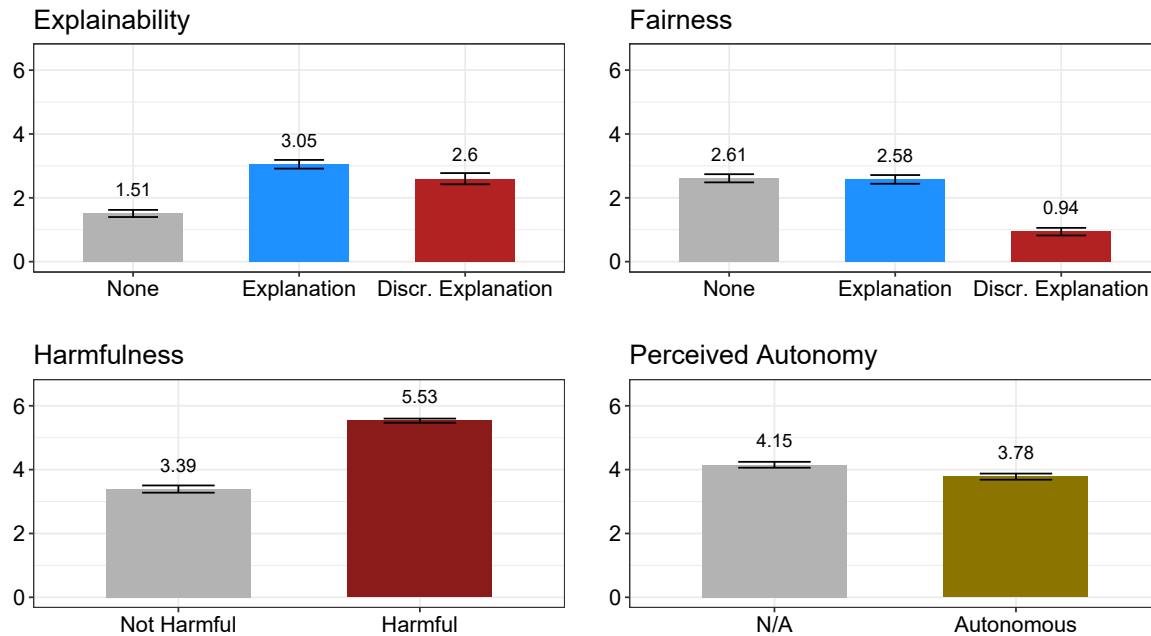 Explainability
6
4
2
0
1.51
3.05
2.6
None
Explanation
Discr. Explanation
Fairness
6
4
2
0
2.61
2.58
0.94
None
Explanation
Discr. Explanation
Harmfulness
6
4
2
0
3.39
5.53
Not Harmful
Harmful
Perceived Autonomy
6
4
2
0
4.15
3.78
N/A
Autonomous